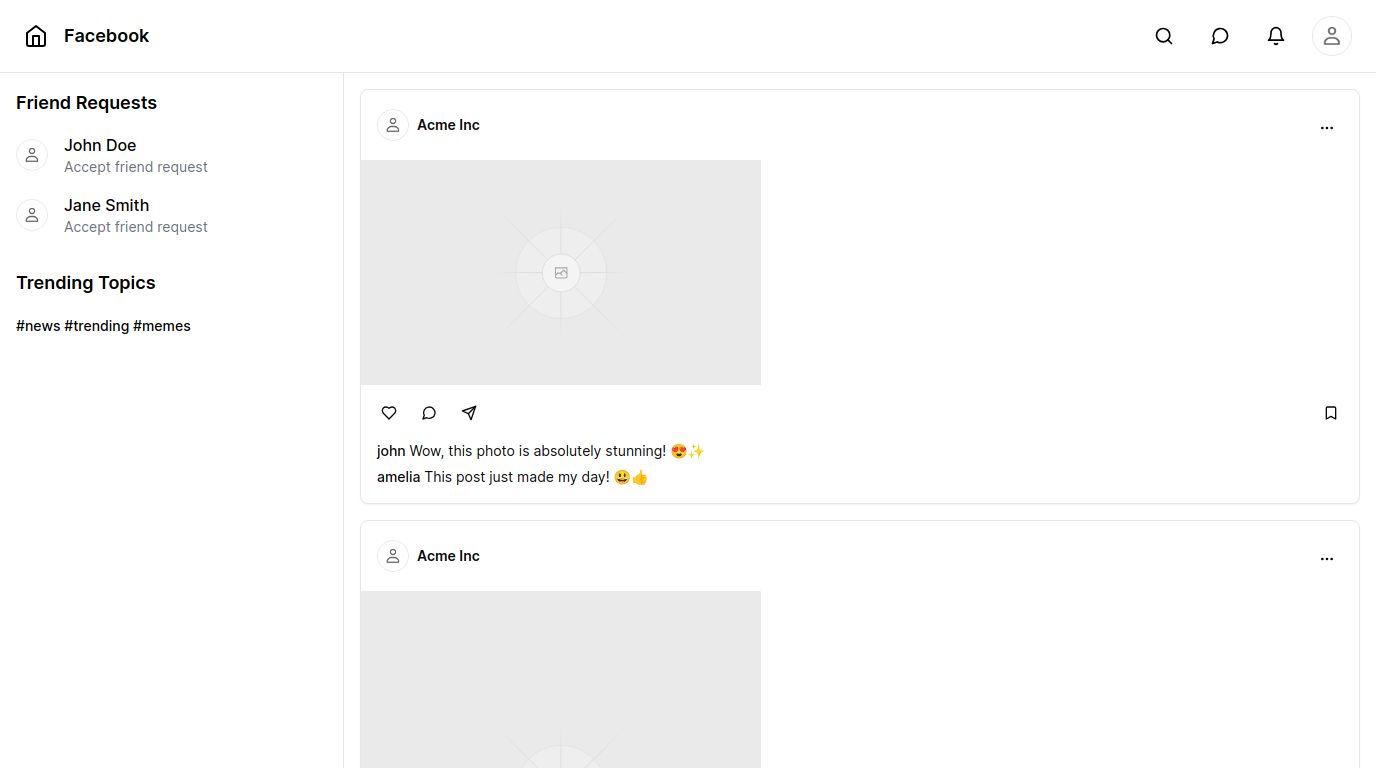 Facebook
Friend Requests
John Doe
Accept friend request
Jane Smith
Accept friend request
Trending Topics
#news #trending #memes
Acme Inc
john Wow, this photo is absolutely stunning! 😍✨
amelia This post just made my day! 😃👍
Acme Inc